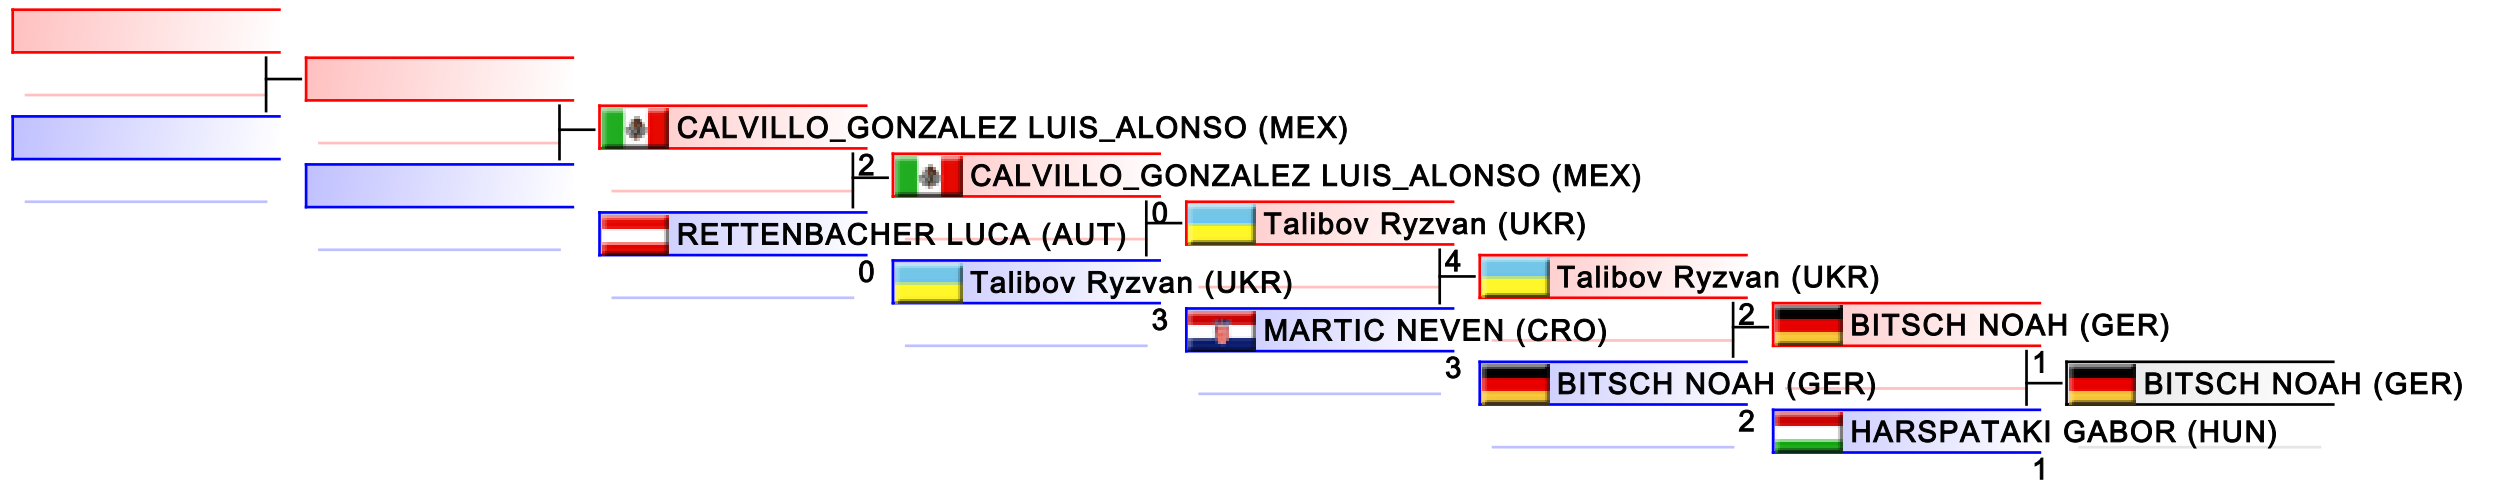 CALVILLO_GONZALEZ LUIS_ALONSO (MEX)
2
CALVILLO_GONZALEZ LUIS_ALONSO (MEX)
0
RETTENBACHER LUCA (AUT)
0
Talibov Ryzvan (UKR)
4
Talibov Ryzvan (UKR)
3
Talibov Ryzvan (UKR)
2
MARTIC NEVEN (CRO)
3
BITSCH NOAH (GER)
1
BITSCH NOAH (GER)
2
BITSCH NOAH (GER)
HARSPATAKI GABOR (HUN)
1